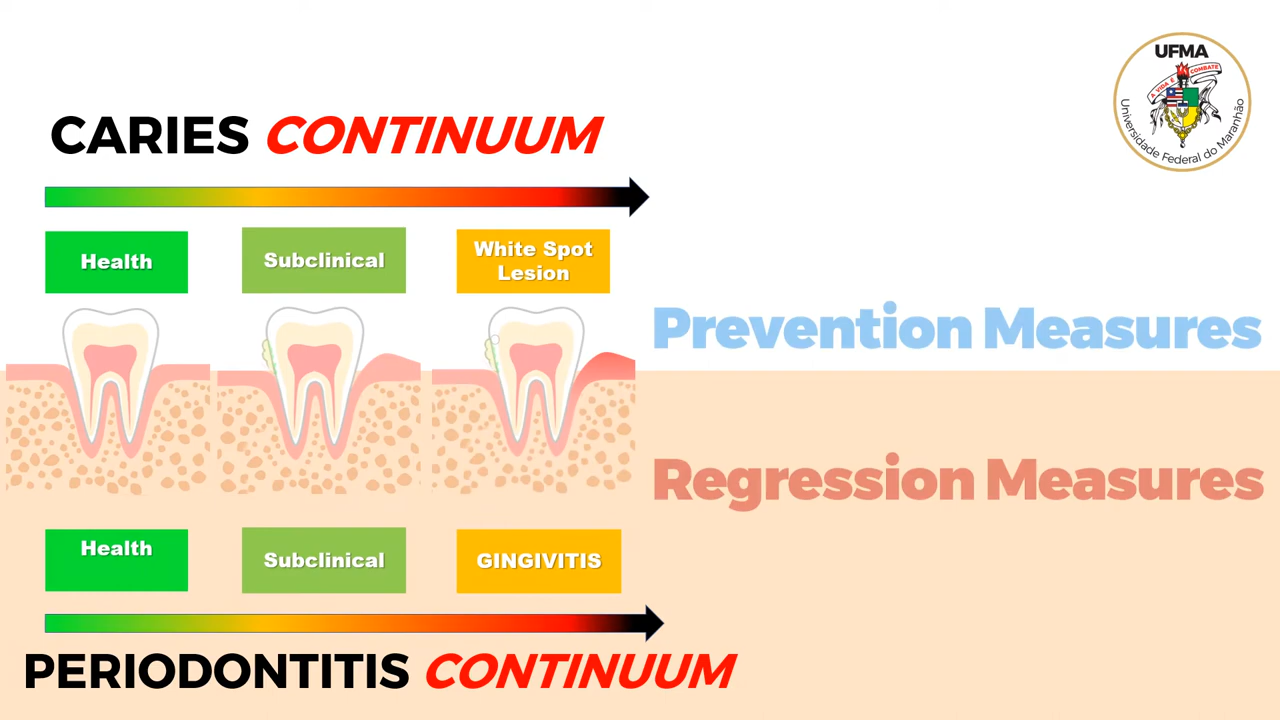 UFMA
A VIDA É COMBATE
Universidade Federal do Maranhão
CARIES CONTINUUM
Health
Subclinical
White Spot
Lesion
Prevention Measures
Regression Measures
Health
Subclinical
GINGIVITIS
PERIODONTITIS CONTINUUM